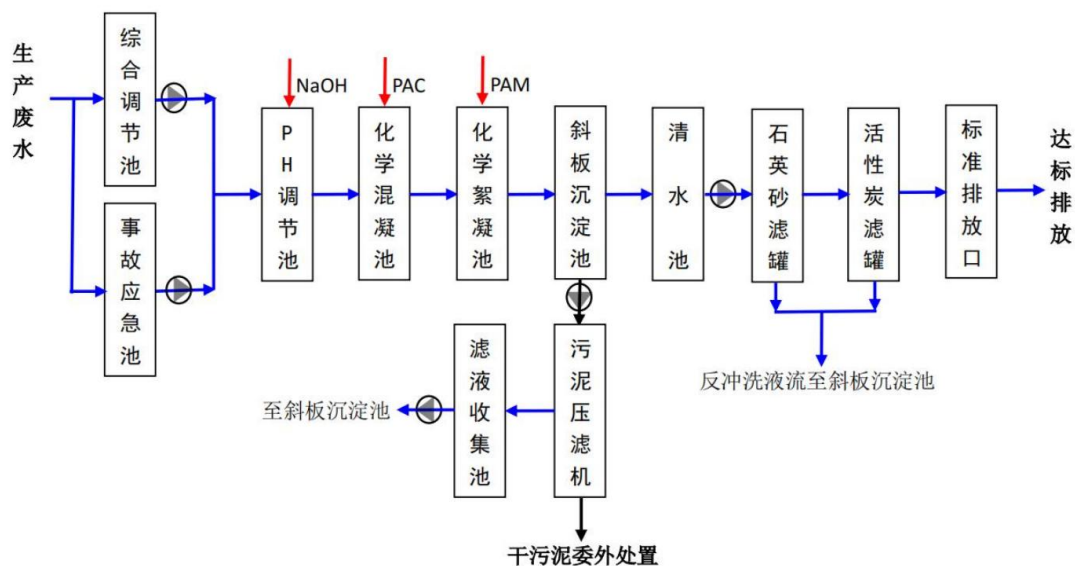 生产废水
综合调节池
事故应急池
NaOH
PAC
PAM
PH调节池
化学混凝池
化学絮凝池
斜板沉淀池
清水池
石英砂滤罐
活性炭滤罐
标准排放口
达标排放
反冲洗液流至斜板沉淀池
至斜板沉淀池
滤液收集池
污泥压滤机
干污泥委外处置